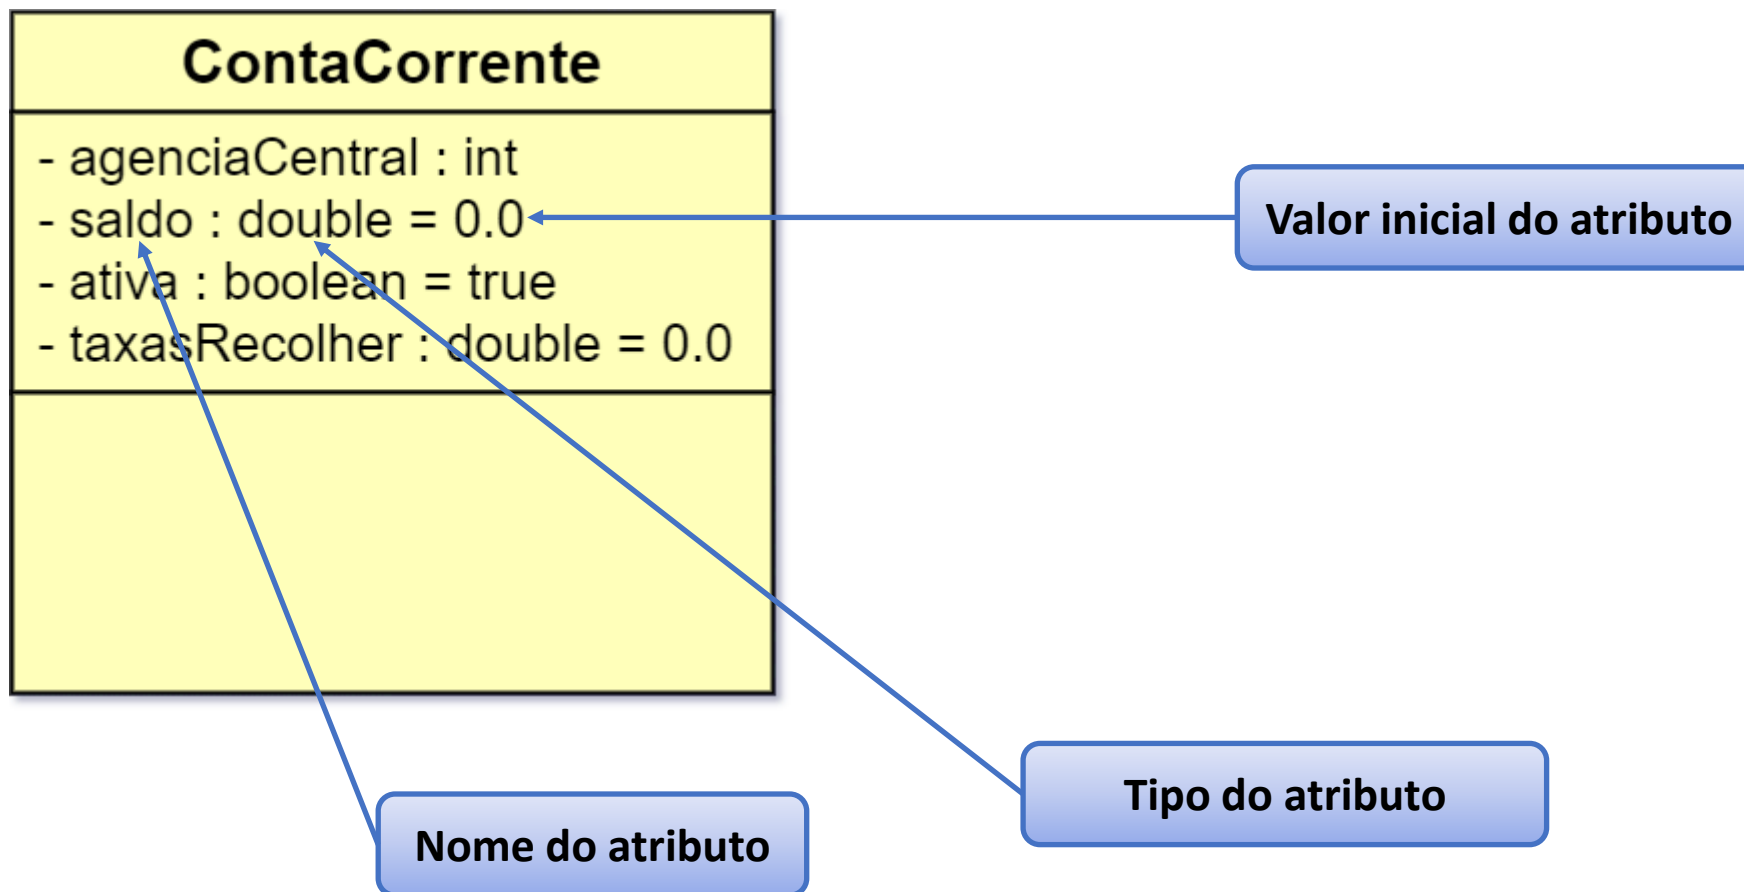 ContaCorrente
- agenciaCentral : int
- saldo : double = 0.0
- ativa : boolean = true
- taxasRecolher : double = 0.0
Valor inicial do atributo
Tipo do atributo
Nome do atributo